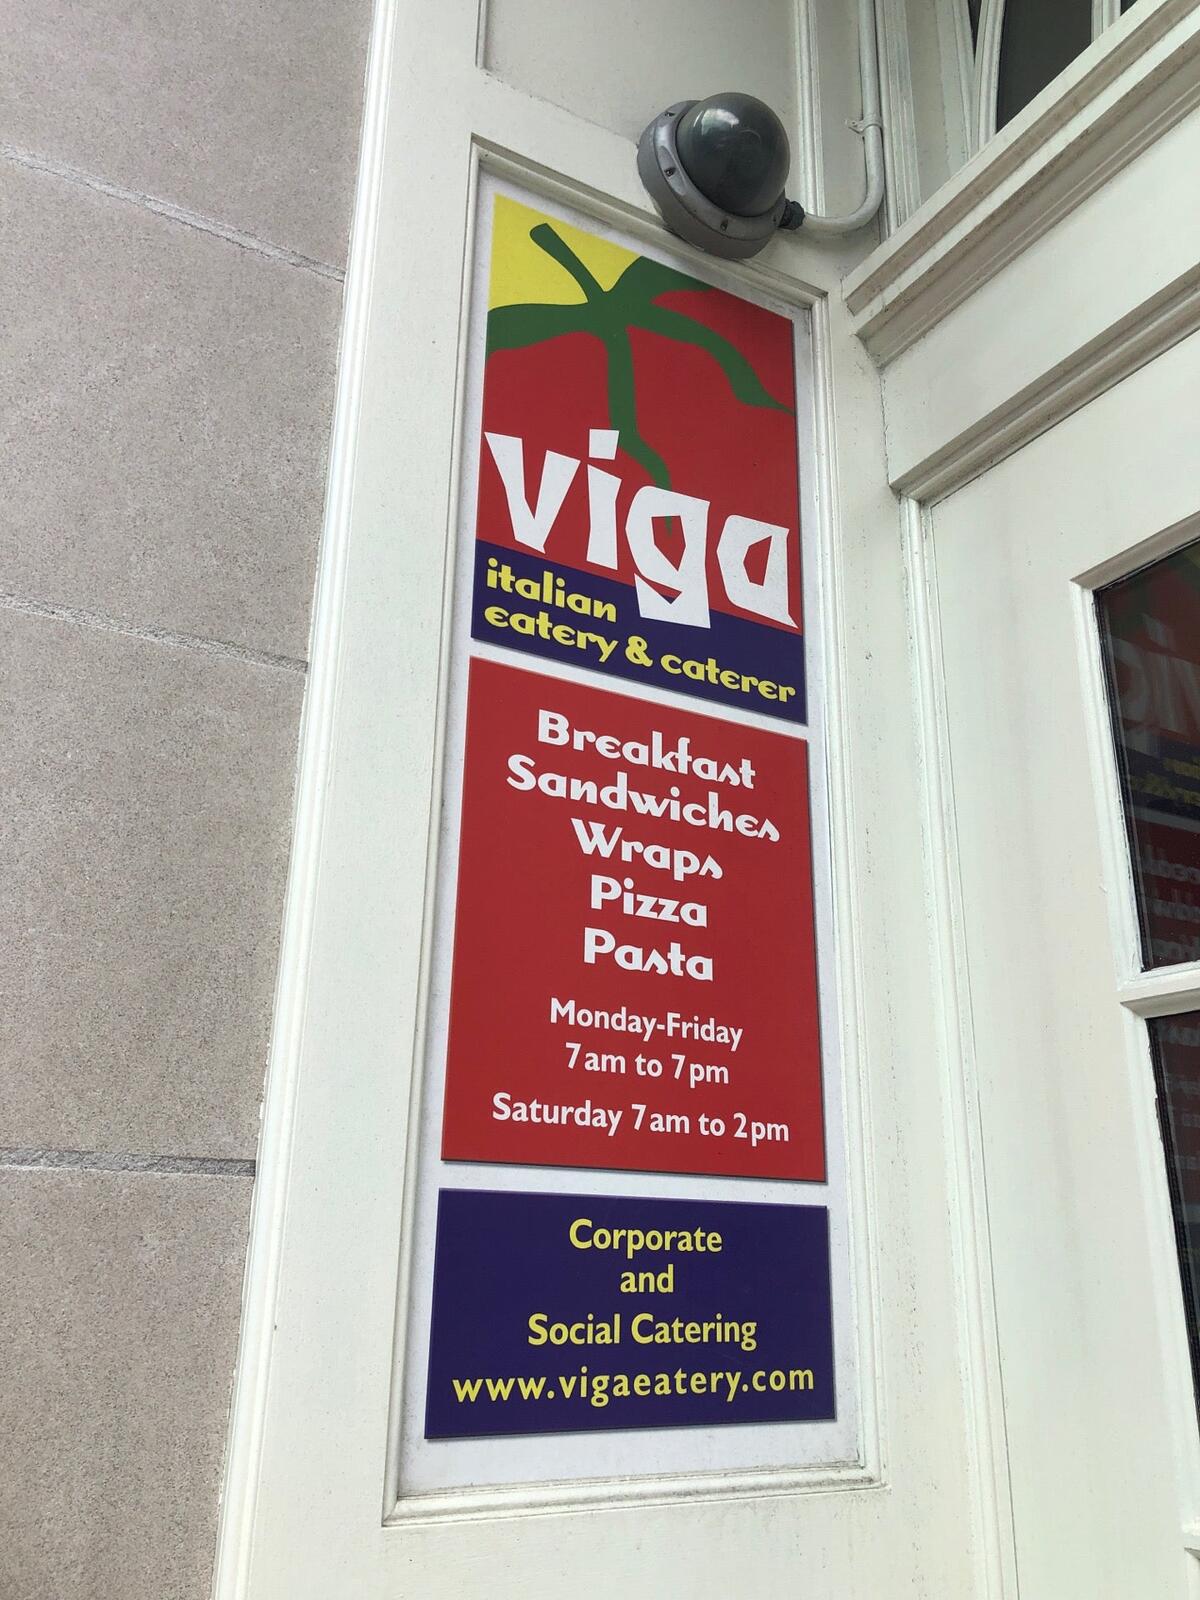 viga
italian
eatery & caterer
Breakfast
Sandwiches
Wraps
Pizza
Pasta
Monday-Friday
7am to 7pm
Saturday 7am to 2pm
Corporate
and
Social Catering
www.vigaeatery.com